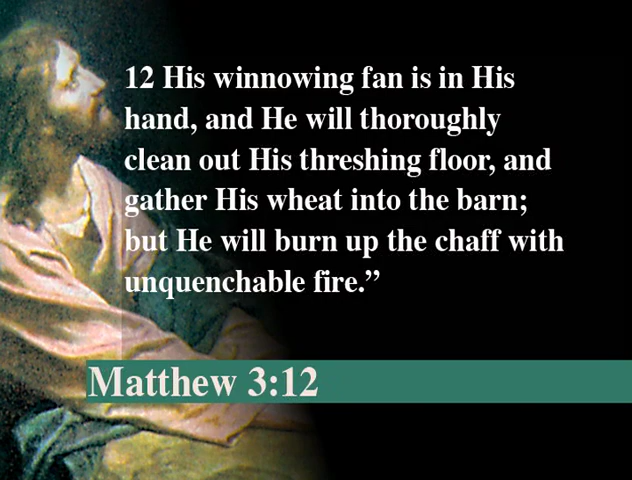 12 His winnowing fan is in His
hand, and He will thoroughly
clean out His threshing floor, and
gather His wheat into the barn;
but He will burn up the chaff with
unquenchable fire.”
Matthew 3:12